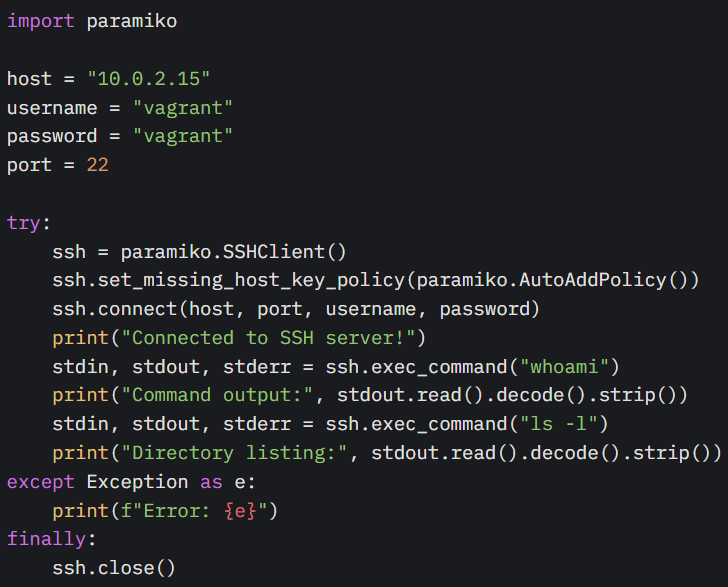 import paramiko

host = "10.0.2.15"
username = "vagrant"
password = "vagrant"
port = 22

try:
    ssh = paramiko.SSHClient()
    ssh.set_missing_host_key_policy(paramiko.AutoAddPolicy())
    ssh.connect(host, port, username, password)
    print("Connected to SSH server!")
    stdin, stdout, stderr = ssh.exec_command("whoami")
    print("Command output:", stdout.read().decode().strip())
    stdin, stdout, stderr = ssh.exec_command("ls -l")
    print("Directory listing:", stdout.read().decode().strip())
except Exception as e:
    print(f"Error: {e}")
finally:
    ssh.close()